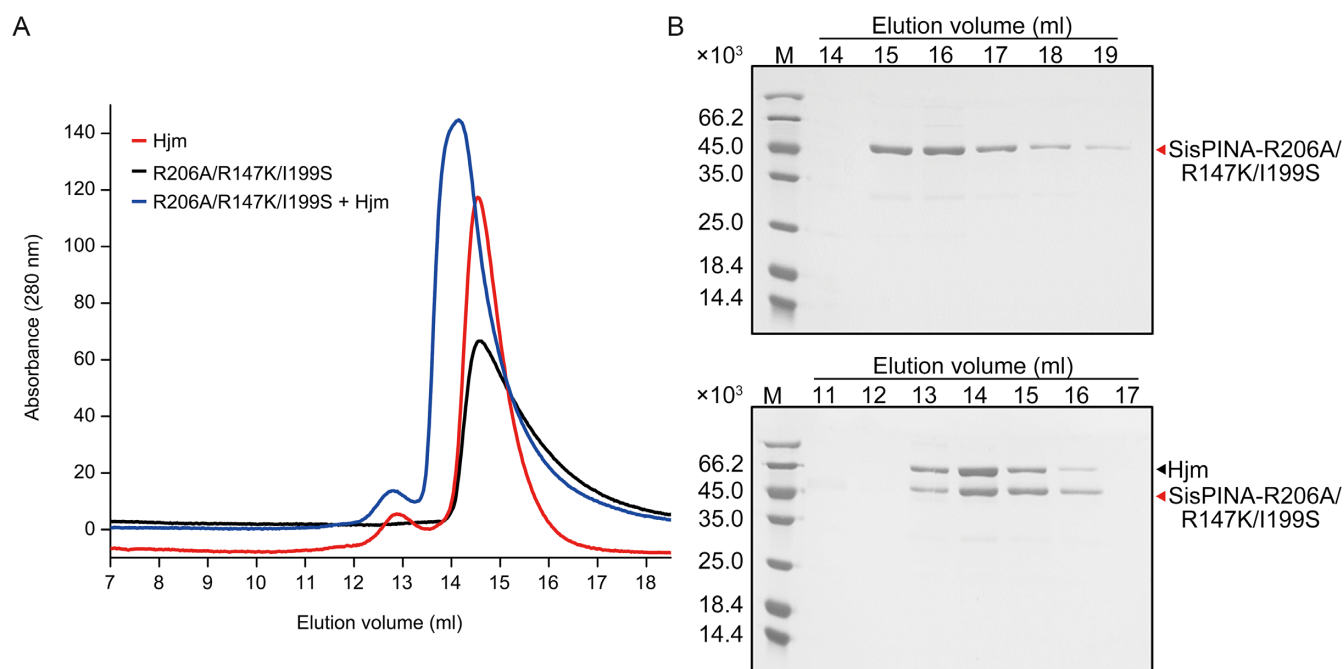 A
Absorbance (280 nm)
140
120
100
80
60
40
20
0
Hjm
R206A/R147K/I199S
R206A/R147K/I199S + Hjm
7 8 9 10 11 12 13 14 15 16 17 18
Elution volume (ml)
B
Elution volume (ml)
×10³ M 14 15 16 17 18 19
66.2
45.0
35.0
25.0
18.4
14.4
SisPINA-R206A/
R147K/I199S
Elution volume (ml)
×10³ M 11 12 13 14 15 16 17
66.2
45.0
35.0
25.0
18.4
14.4
Hjm
SisPINA-R206A/
R147K/I199S